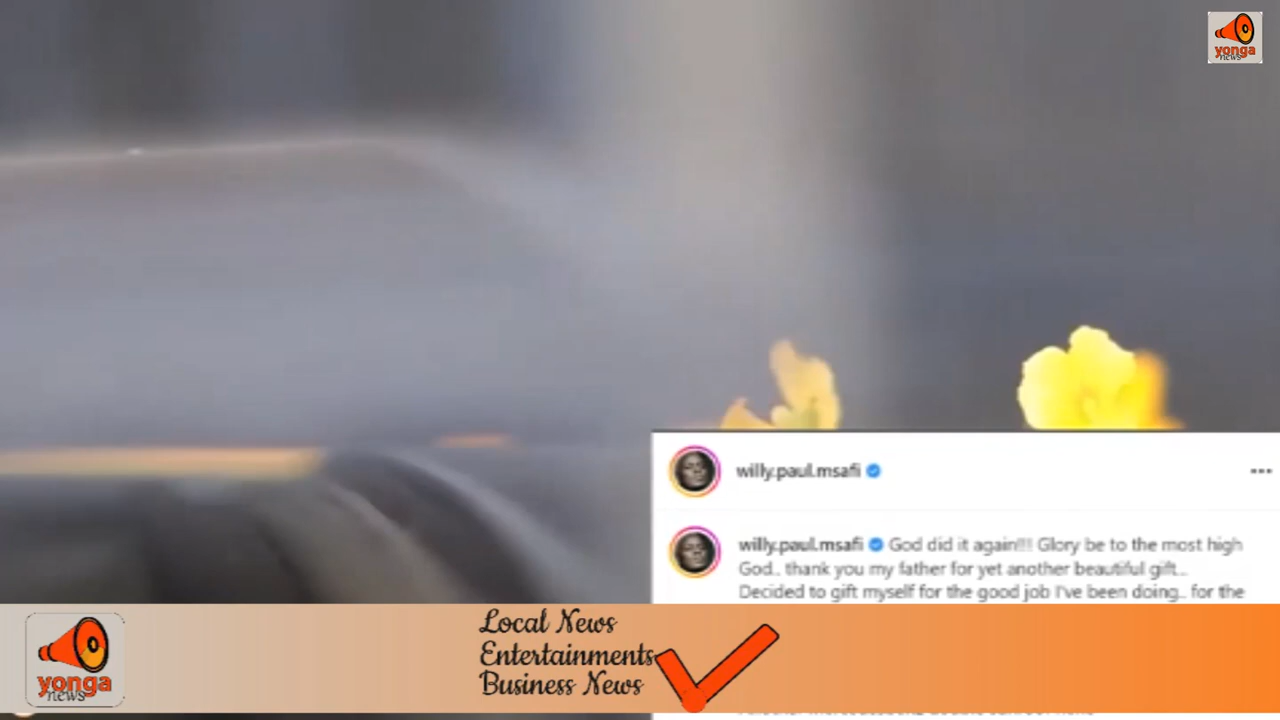 yonga
news
willy.paul.msafi
willy.paul.msafi God did it again!!! Glory be to the most high
God.. thank you my father for yet another beautiful gift...
Decided to gift myself for the good job I've been doing.. for the
Local News
Entertainments
Business News
yonga
news